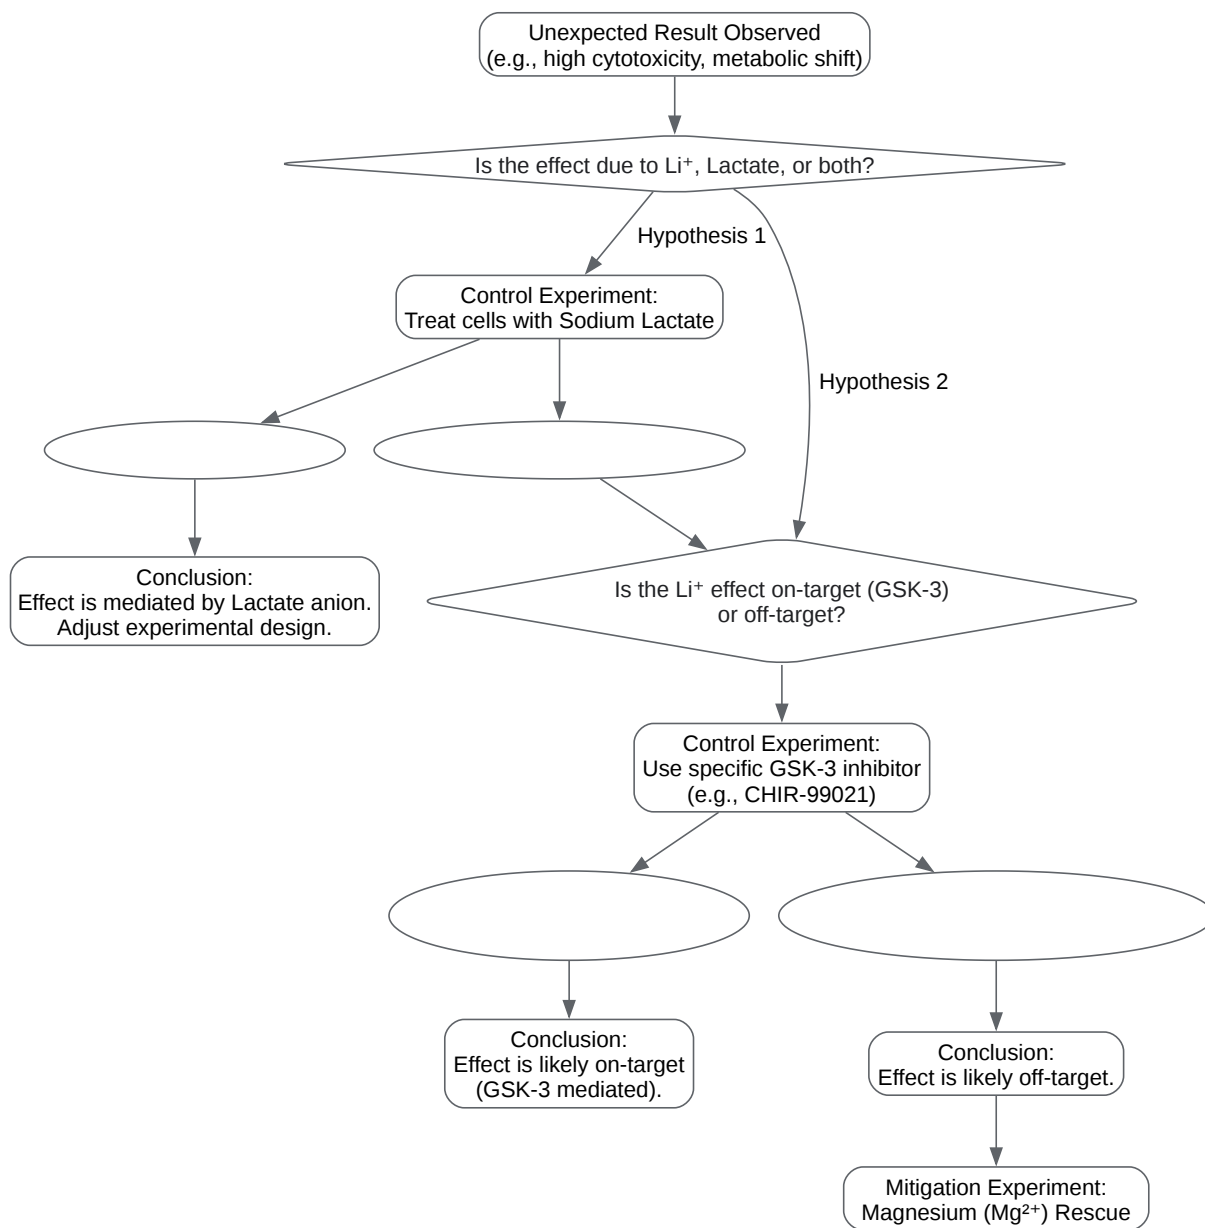 Unexpected Result Observed
(e.g., high cytotoxicity, metabolic shift)
Is the effect due to Li⁺, Lactate, or both?
Hypothesis 1
Control Experiment:
Treat cells with Sodium Lactate
Hypothesis 2
Conclusion:
Effect is mediated by Lactate anion.
Adjust experimental design.
Is the Li⁺ effect on-target (GSK-3)
or off-target?
Control Experiment:
Use specific GSK-3 inhibitor
(e.g., CHIR-99021)
Conclusion:
Effect is likely on-target
(GSK-3 mediated).
Conclusion:
Effect is likely off-target.
Mitigation Experiment:
Magnesium (Mg²⁺) Rescue